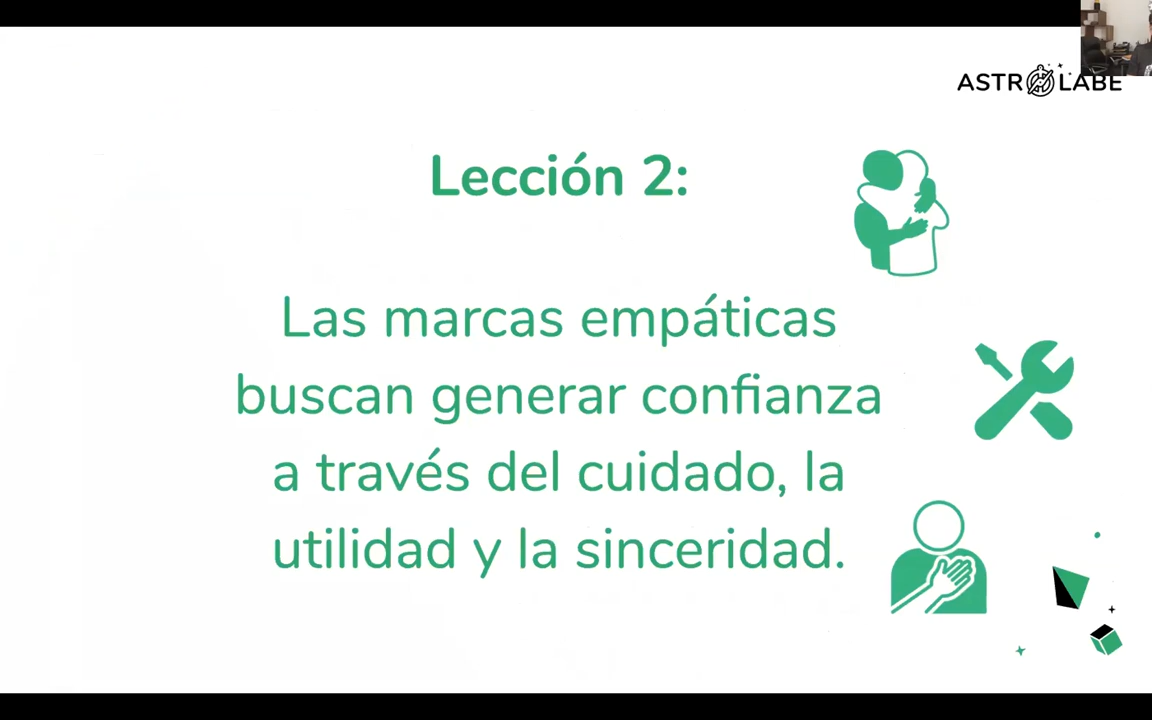 ASTROLABE
Lección 2:
Las marcas empáticas
buscan generar confianza
a través del cuidado, la
utilidad y la sinceridad.